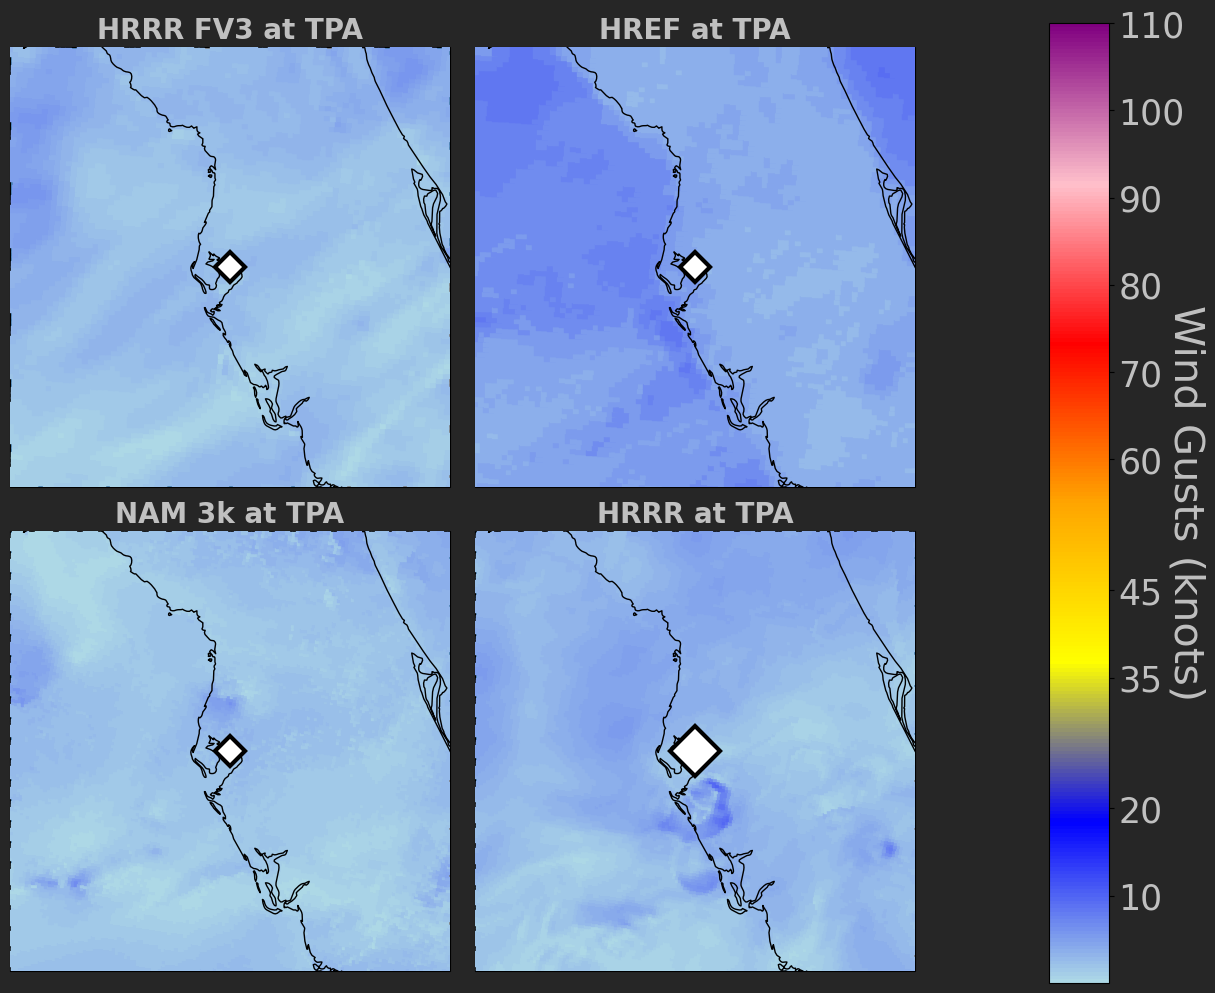 HRRR FV3 at TPA
HREF at TPA
NAM 3k at TPA
HRRR at TPA
110
100
90
80
70
60
45
35
20
10
Wind Gusts (knots)